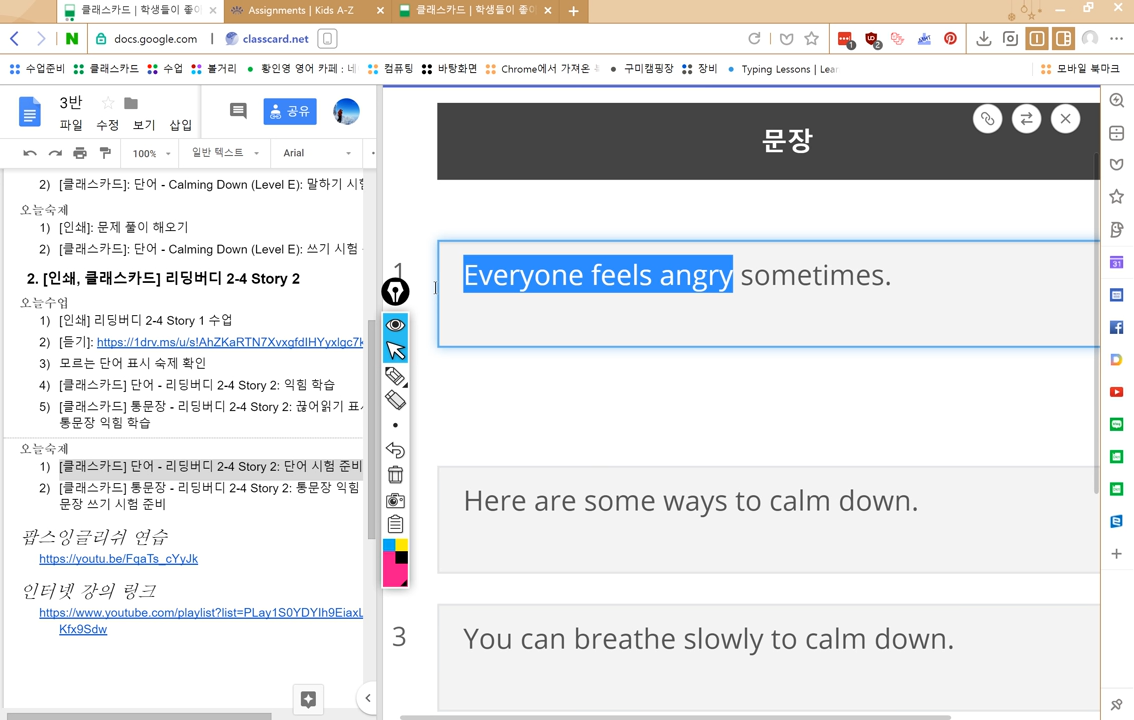 클래스카드 | 학생들이 좋아
Assignments | Kids A-Z
클래스카드 | 학생들이 좋아
N
docs.google.com | classcard.net
수업준비 클래스카드 수업 볼거리 황인영 영어 카페 : 네 컴퓨팅 바탕화면 Chrome에서 가져온 구미캠핑장 장비 Typing Lessons | Lear 모바일 북마크
3반
파일 수정 보기 삽입
공유
100% 일반 텍스트 Arial
2) [클래스카드]: 단어 - Calming Down (Level E): 말하기 시험
오늘숙제
1) [인쇄]: 문제 풀이 해오기
2) [클래스카드]: 단어 - Calming Down (Level E): 쓰기 시험
2. [인쇄, 클래스카드] 리딩버디 2-4 Story 2
오늘수업
1) [인쇄] 리딩버디 2-4 Story 1 수업
2) [듣기]: https://1drv.ms/u/s!AhZKaRTN7XvxqfdIHYyxlgc7k
3) 모르는 단어 표시 숙제 확인
4) [클래스카드] 단어 - 리딩버디 2-4 Story 2: 익힘 학습
5) [클래스카드] 통문장 - 리딩버디 2-4 Story 2: 끊어읽기 표시
통문장 익힘 학습
오늘숙제
1) [클래스카드] 단어 - 리딩버디 2-4 Story 2: 단어 시험 준비
2) [클래스카드] 통문장 - 리딩버디 2-4 Story 2: 통문장 익힘
문장 쓰기 시험 준비
팝스잉글리쉬 연습
https://youtu.be/FqaTs_cYyJk
인터넷 강의 링크
https://www.youtube.com/playlist?list=PLay1S0YDYIh9EiaxL
Kfx9Sdw
문장
1
Everyone feels angry sometimes.
Here are some ways to calm down.
3
You can breathe slowly to calm down.